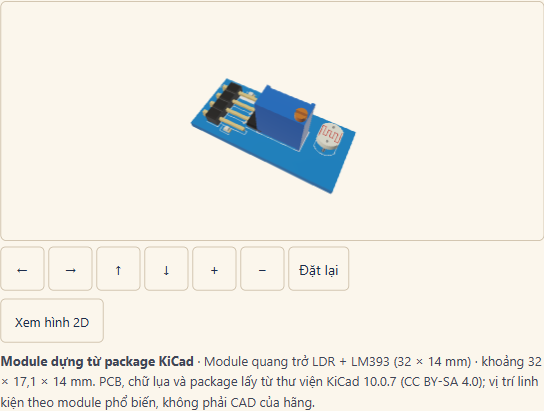 ← → ↑ ↓ + − Đặt lại
Xem hình 2D
Module dựng từ package KiCad · Module quang trở LDR + LM393 (32 × 14 mm) · khoảng 32
× 17,1 × 14 mm. PCB, chữ lụa và package lấy từ thư viện KiCad 10.0.7 (CC BY-SA 4.0); vị trí linh
kiện theo module phổ biến, không phải CAD của hãng.